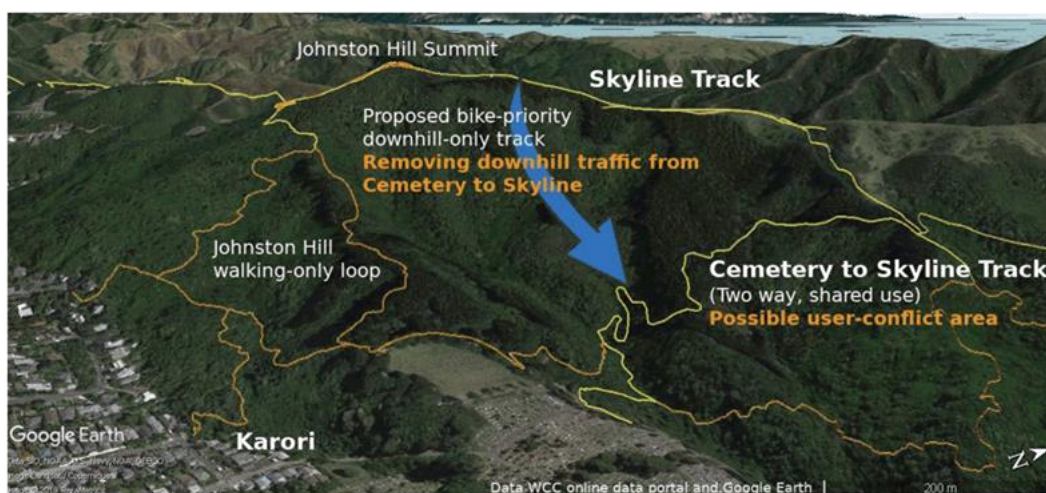 Johnston Hill Summit
Skyline Track
Proposed bike-priority
downhill-only track
Removing downhill traffic from
Cemetery to Skyline
Johnston Hill
walking-only loop
Cemetery to Skyline Track
(Two way, shared use)
Possible user-conflict area
Google Earth
Karori
N
Data WCC online data portal and Google Earth
200 m